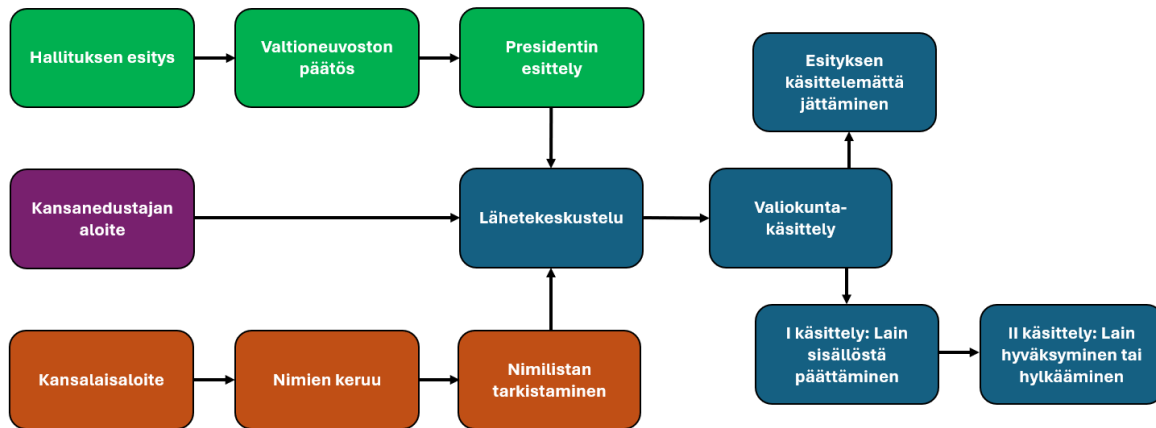 Hallituksen esitys
Valtioneuvoston
päätös
Presidentin
esittely
Esityksen
käsittelemättä
jättäminen
Kansanedustajan
aloite
Lähetekeskustelu
Valiokunta-
käsittely
Kansalaisaloite
Nimien keruu
Nimilistan
tarkistaminen
I käsittely: Lain
sisällöstä
päättäminen
II käsittely: Lain
hyväksyminen tai
hylkääminen